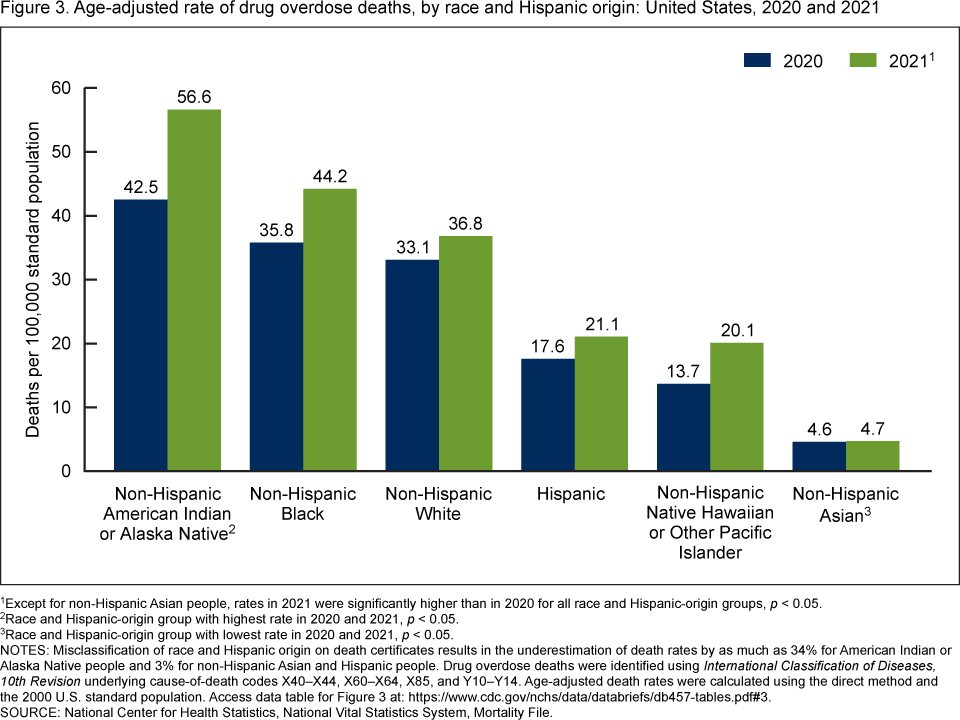 Figure 3. Age-adjusted rate of drug overdose deaths, by race and Hispanic origin: United States, 2020 and 2021
2020
2021¹
Deaths per 100,000 standard population
60
50
40
30
20
10
0
42.5
56.6
35.8
44.2
33.1
36.8
17.6
21.1
13.7
20.1
4.6
4.7
Non-Hispanic
American Indian
or Alaska Native²
Non-Hispanic
Black
Non-Hispanic
White
Hispanic
Non-Hispanic
Native Hawaiian
or Other Pacific
Islander
Non-Hispanic
Asian³
¹Except for non-Hispanic Asian people, rates in 2021 were significantly higher than in 2020 for all race and Hispanic-origin groups, p < 0.05.
²Race and Hispanic-origin group with highest rate in 2020 and 2021, p < 0.05.
³Race and Hispanic-origin group with lowest rate in 2020 and 2021, p < 0.05.
NOTES: Misclassification of race and Hispanic origin on death certificates results in the underestimation of death rates by as much as 34% for American Indian or
Alaska Native people and 3% for non-Hispanic Asian and Hispanic people. Drug overdose deaths were identified using International Classification of Diseases,
10th Revision underlying cause-of-death codes X40–X44, X60–X64, X85, and Y10–Y14. Age-adjusted death rates were calculated using the direct method and
the 2000 U.S. standard population. Access data table for Figure 3 at: https://www.cdc.gov/nchs/data/databriefs/db457-tables.pdf#3.
SOURCE: National Center for Health Statistics, National Vital Statistics System, Mortality File.